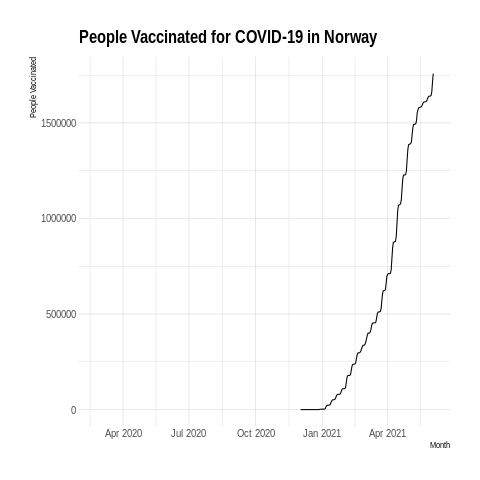 People Vaccinated for COVID-19 in Norway
People Vaccinated
1500000
1000000
500000
0
Apr 2020 Jul 2020 Oct 2020 Jan 2021 Apr 2021
Month